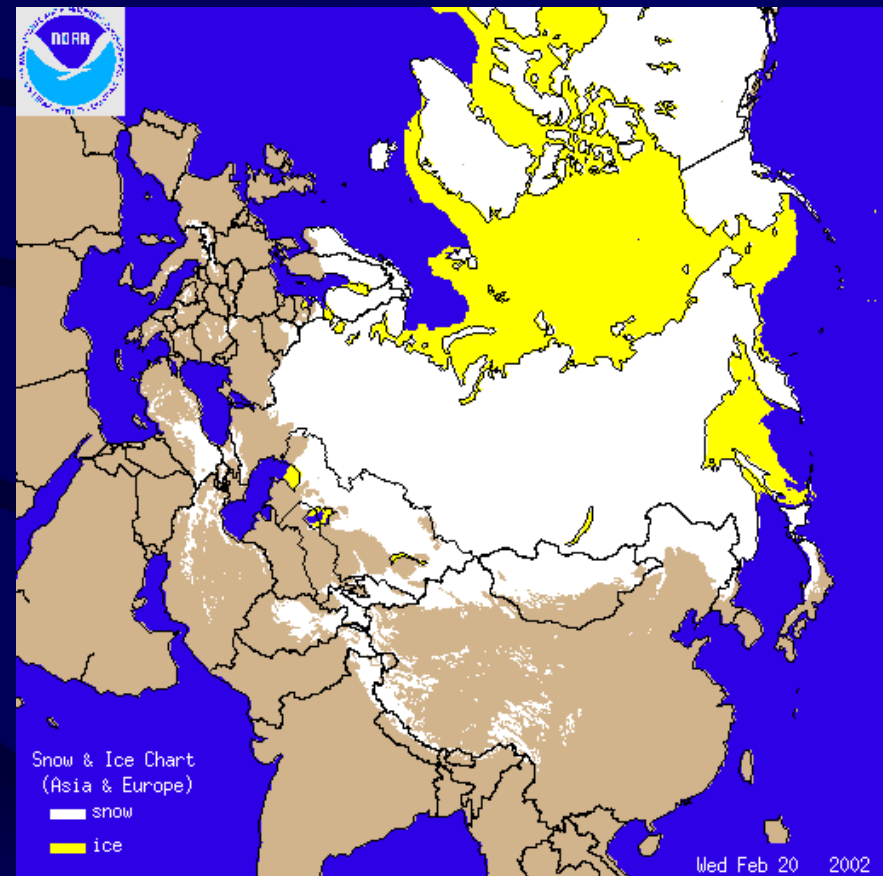 NOAA
Snow & Ice Chart
(Asia & Europe)
snow
ice
Wed Feb 20 2002